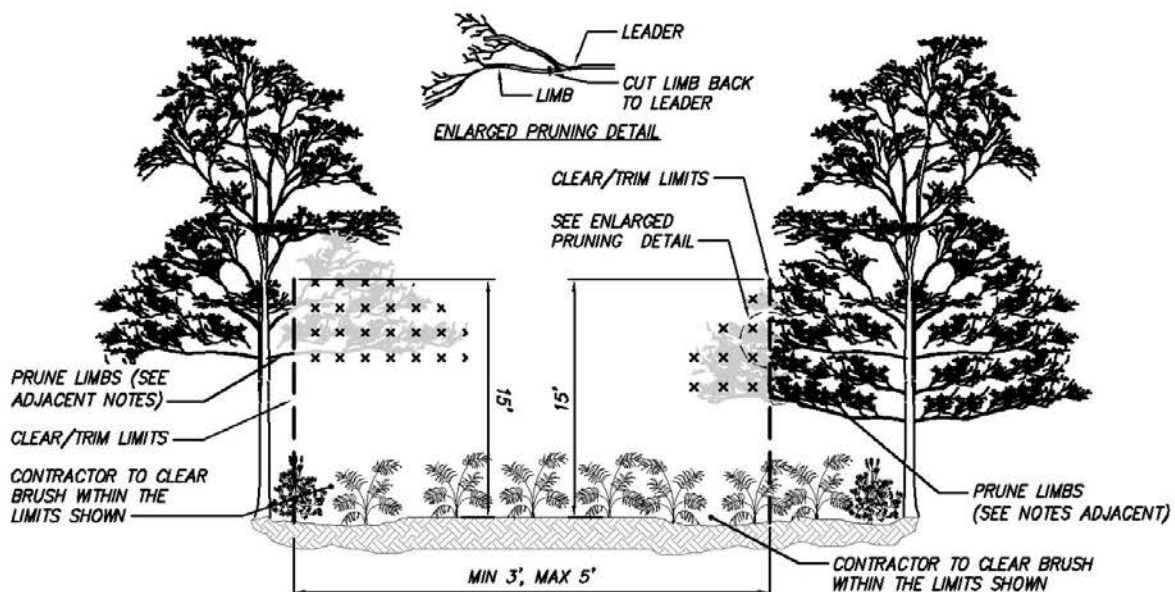 LEADER
CUT LIMB BACK
TO LEADER
LIMB
ENLARGED PRUNING DETAIL
CLEAR/TRIM LIMITS
SEE ENLARGED
PRUNING DETAIL
15'
15'
PRUNE LIMBS (SEE
ADJACENT NOTES)
CLEAR/TRIM LIMITS
CONTRACTOR TO CLEAR
BRUSH WITHIN THE
LIMITS SHOWN
PRUNE LIMBS
(SEE NOTES ADJACENT)
CONTRACTOR TO CLEAR BRUSH
WITHIN THE LIMITS SHOWN
MIN 3', MAX 5'